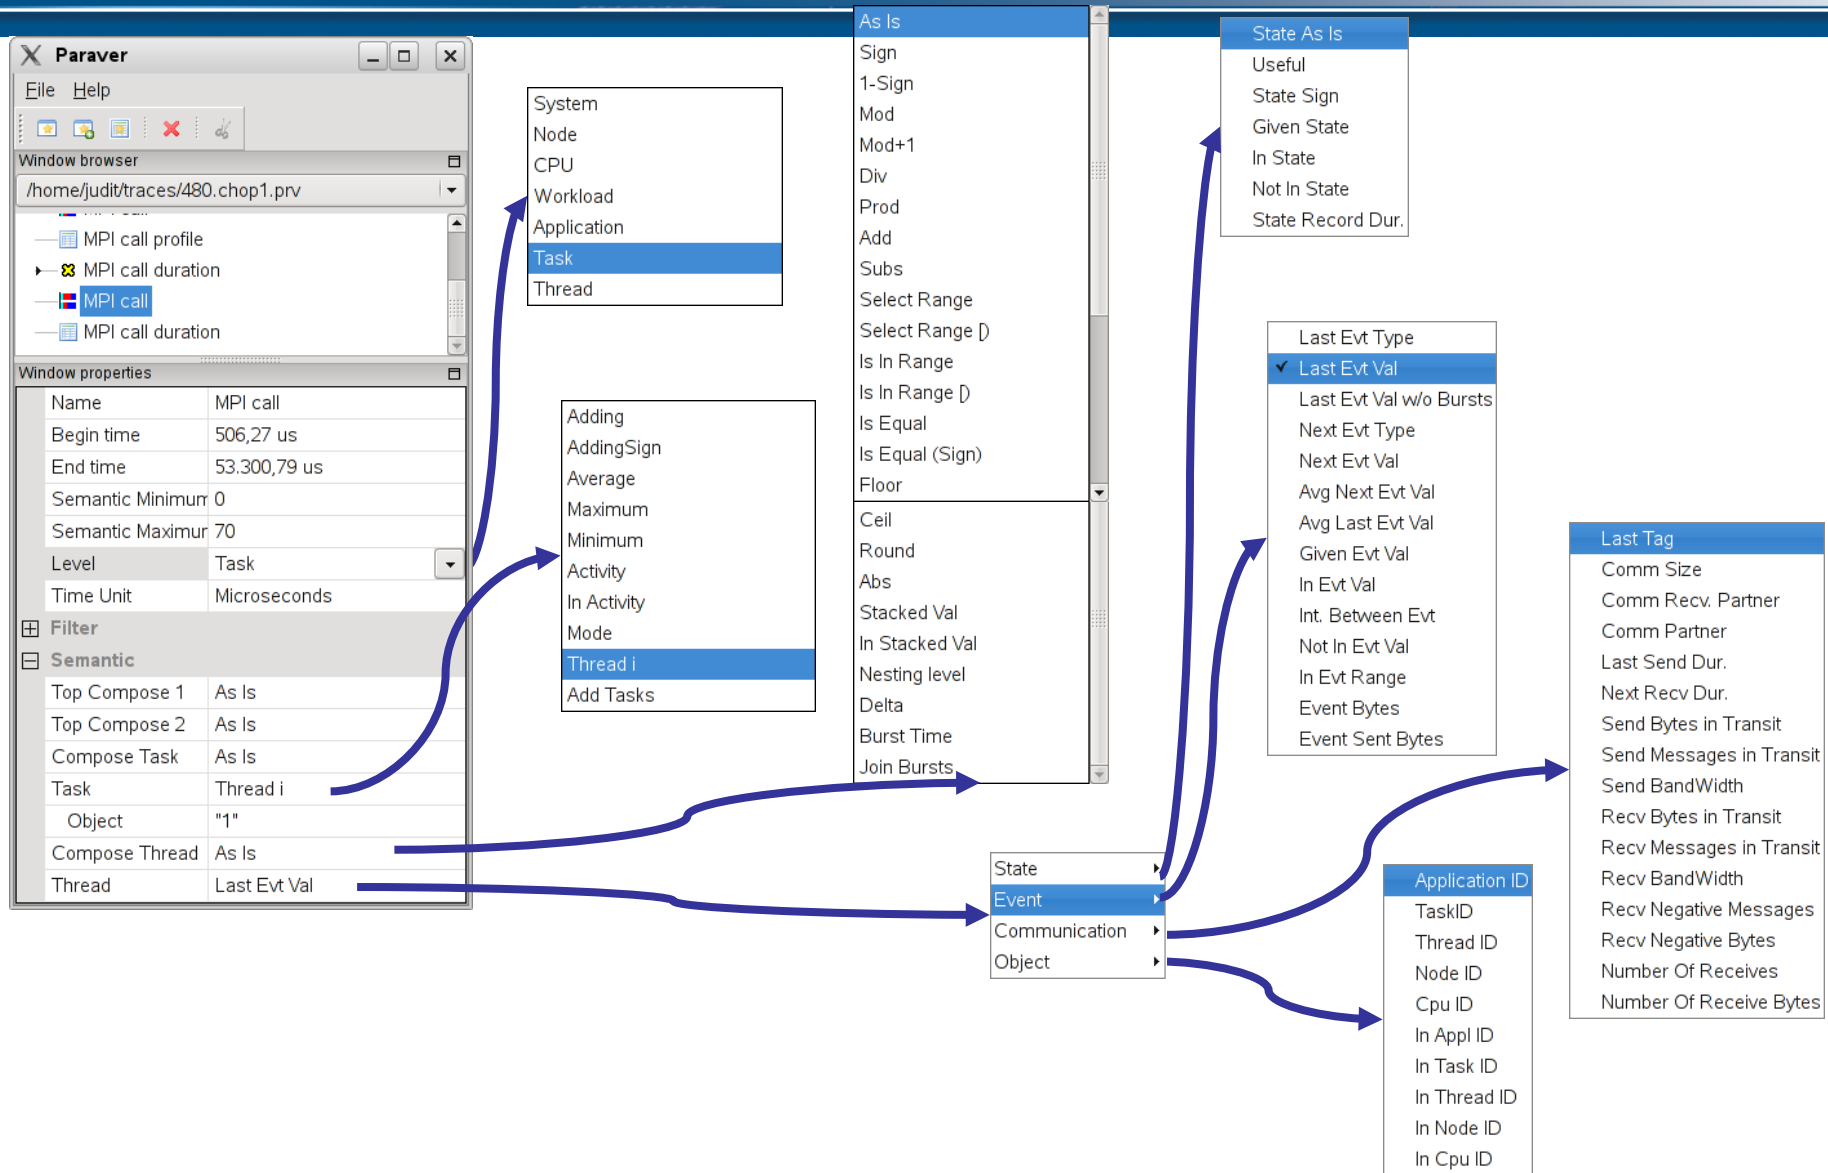 Paraver
File Help
Window browser
/home/judit/traces/480.chop1.prv
MPI call
MPI call profile
MPI call duration
MPI call
MPI call duration
Window properties
Name MPI call
Begin time 506,27 us
End time 53.300,79 us
Semantic Minimum 0
Semantic Maximur 70
Level Task
Time Unit Microseconds
Filter
Semantic
Top Compose 1 As Is
Top Compose 2 As Is
Compose Task As Is
Task Thread i
Object "1"
Compose Thread As Is
Thread Last Evt Val
System
Node
CPU
Workload
Application
Task
Thread
Adding
AddingSign
Average
Maximum
Minimum
Activity
In Activity
Mode
Thread i
Add Tasks
As Is
Sign
1-Sign
Mod
Mod+1
Div
Prod
Add
Subs
Select Range
Select Range [)
Is In Range
Is In Range [)
Is Equal
Is Equal (Sign)
Floor
Ceil
Round
Abs
Stacked Val
In Stacked Val
Nesting level
Delta
Burst Time
Join Bursts
State
Event
Communication
Object
State As Is
Useful
State Sign
Given State
In State
Not In State
State Record Dur.
Last Evt Type
Last Evt Val
Last Evt Val w/o Bursts
Next Evt Type
Next Evt Val
Avg Next Evt Val
Avg Last Evt Val
Given Evt Val
In Evt Val
Int. Between Evt
Not In Evt Val
In Evt Range
Event Bytes
Event Sent Bytes
Last Tag
Comm Size
Comm Recv. Partner
Comm Partner
Last Send Dur.
Next Recv Dur.
Send Bytes in Transit
Send Messages in Transit
Send BandWidth
Recv Bytes in Transit
Recv Messages in Transit
Recv BandWidth
Recv Negative Messages
Recv Negative Bytes
Number Of Receives
Number Of Receive Bytes
Application ID
TaskID
Thread ID
Node ID
Cpu ID
In Appl ID
In Task ID
In Thread ID
In Node ID
In Cpu ID